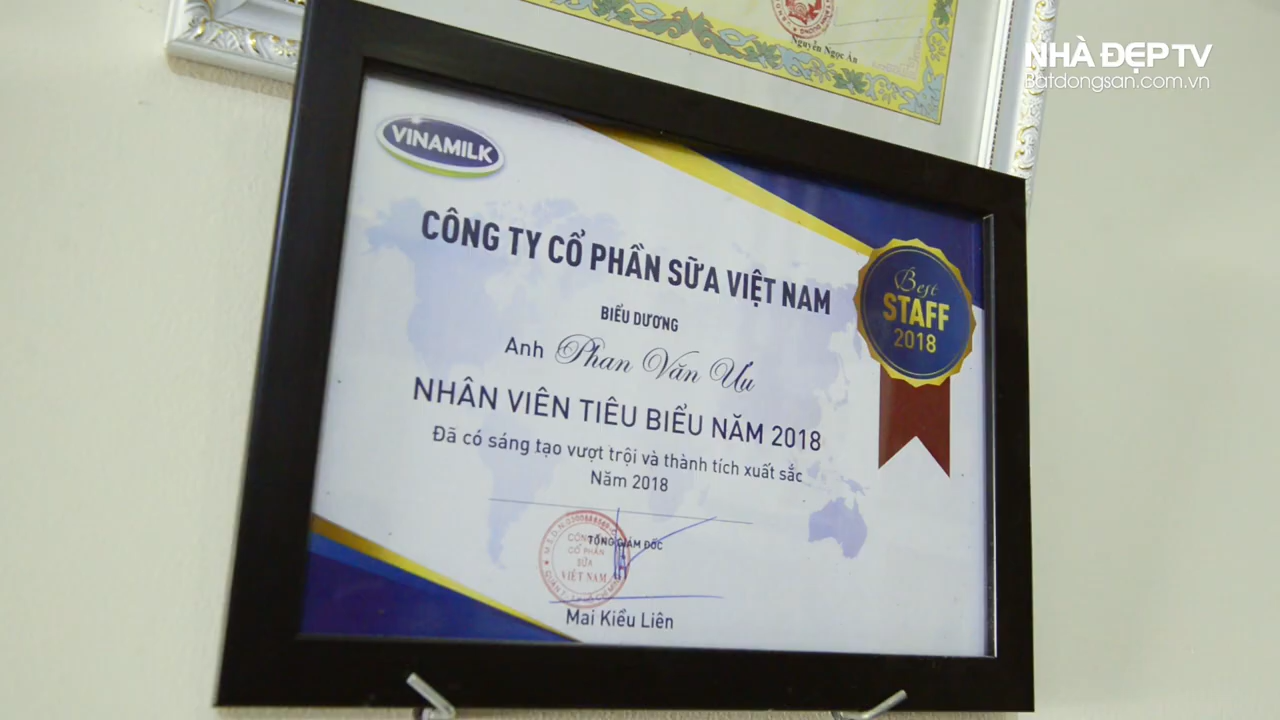 Nguyễn Ngọc Ân
NHÀ ĐẸP TV
Batdongsan.com.vn
VINAMILK
CÔNG TY CỔ PHẦN SỮA VIỆT NAM
BIỂU DƯƠNG
Anh Phan Văn Ưu
NHÂN VIÊN TIÊU BIỂU NĂM 2018
Đã có sáng tạo vượt trội và thành tích xuất sắc
Năm 2018
Best
STAFF
2018
TỔNG GIÁM ĐỐC
CÔNG TY
CỔ PHẦN
SỮA
VIỆT NAM
Mai Kiều Liên